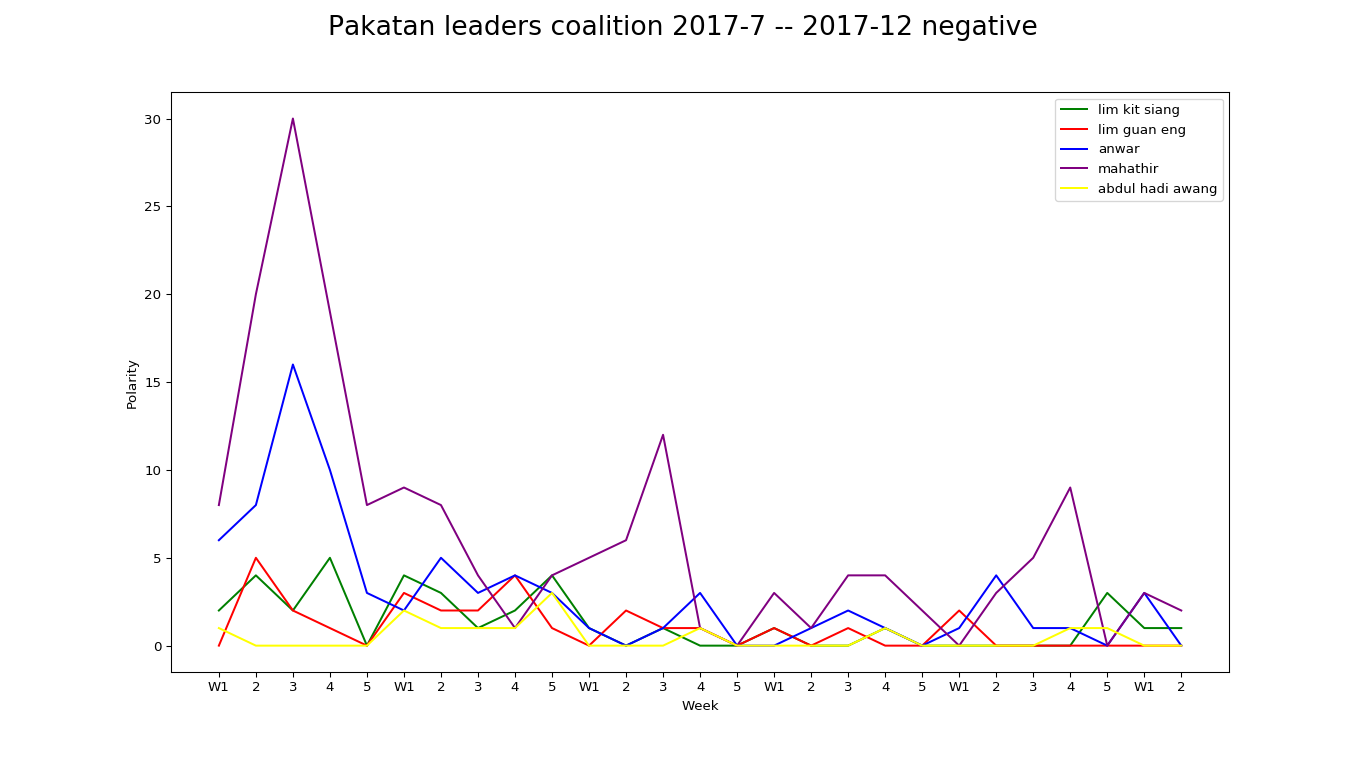 Pakatan leaders coalition 2017-7 -- 2017-12 negative
lim kit siang
lim guan eng
anwar
mahathir
abdul hadi awang
30
25
20
15
10
5
0
Polarity
W1 2 3 4 5 W1 2 3 4 5 W1 2 3 4 5 W1 2 3 4 5 W1 2 3 4 5 W1 2
Week